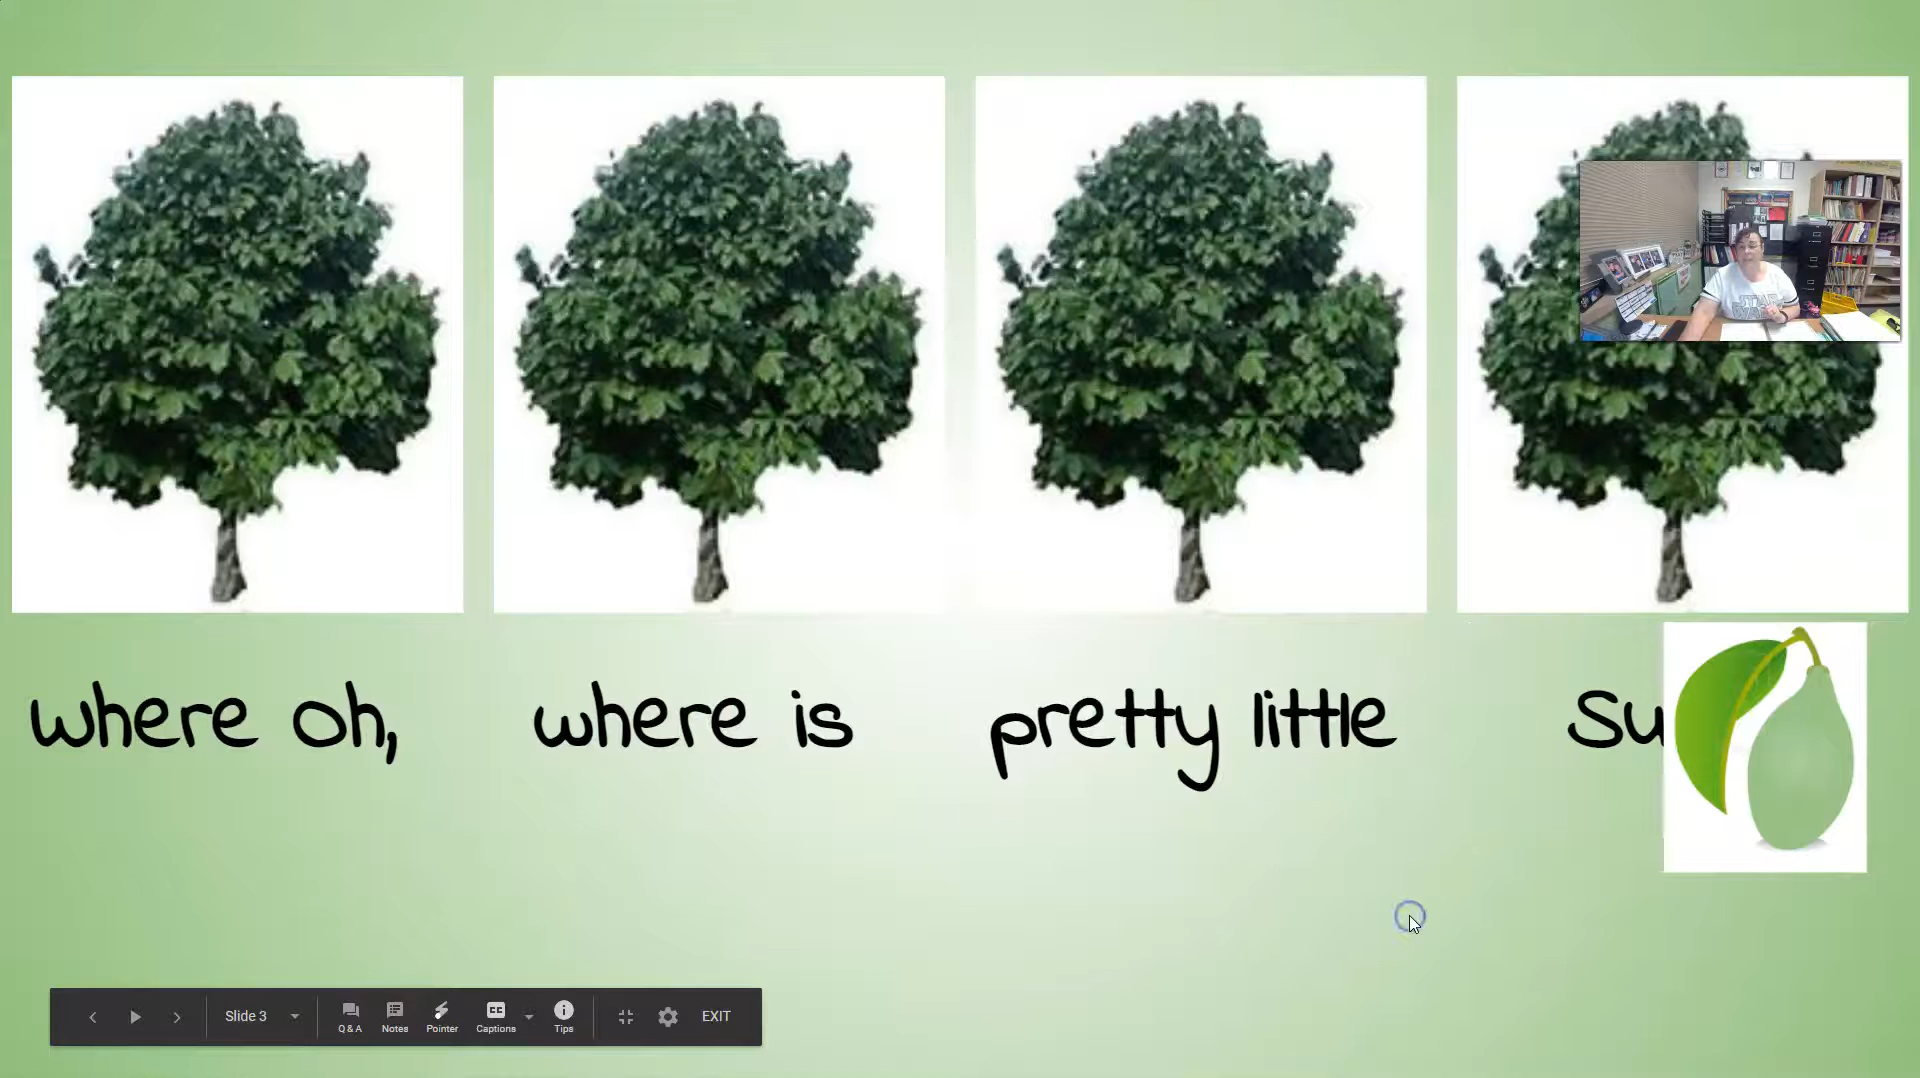 where oh, where is pretty little Su
Slide 3
Q & A Notes Pointer Captions Tips EXIT